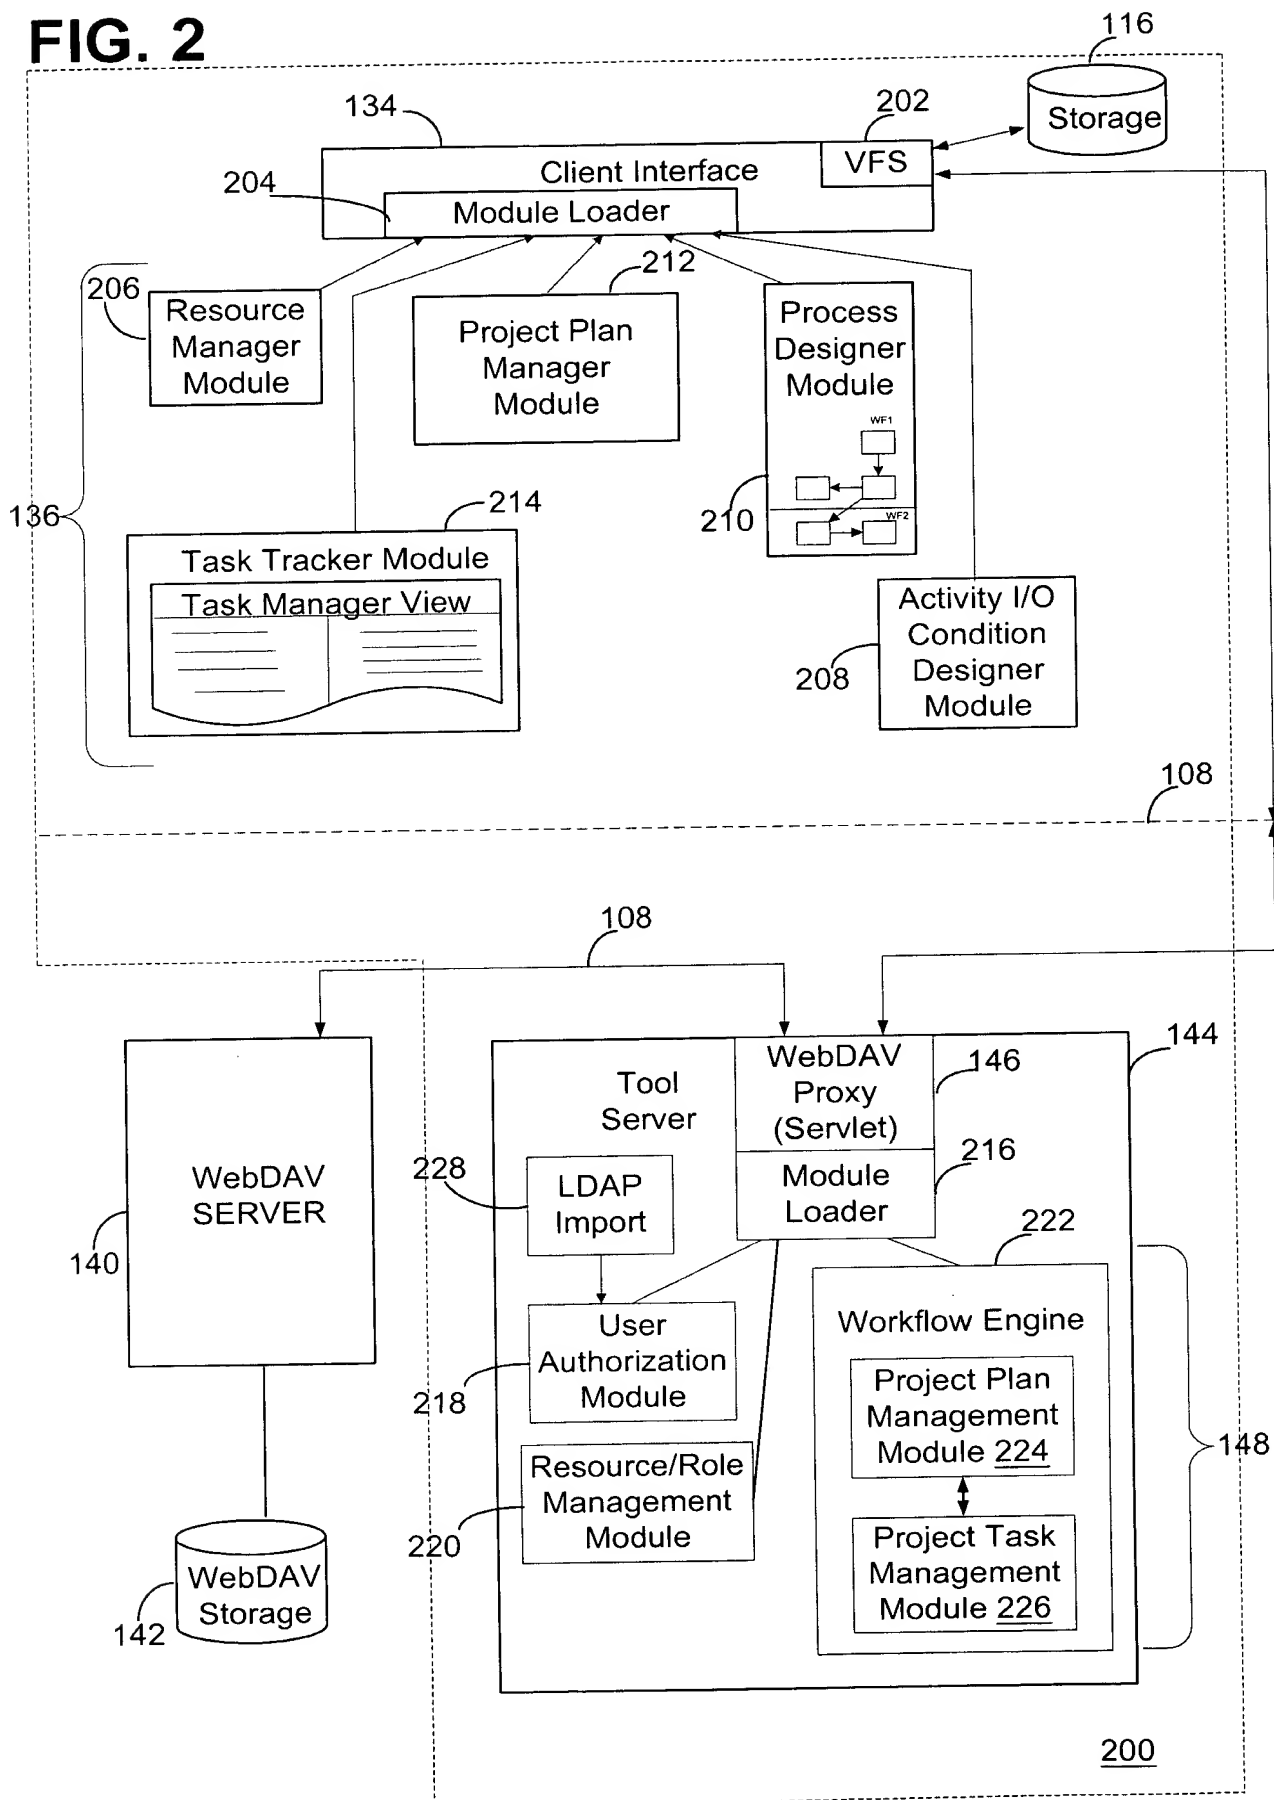 FIG. 2
116
Storage
134
202
VFS
Client Interface
204
Module Loader
206
Resource
Manager
Module
212
Project Plan
Manager
Module
Process
Designer
Module
WF1
210
WF2
136
214
Task Tracker Module
Task Manager View
Activity I/O
Condition
Designer
Module
208
108
108
WebDAV
SERVER
140
WebDAV
Storage
142
144
Tool
Server
WebDAV
Proxy
(Servlet)
146
Module
Loader
216
228
LDAP
Import
222
User
Authorization
Module
218
Resource/Role
Management
Module
220
Workflow Engine
Project Plan
Management
Module 224
Project Task
Management
Module 226
148
200